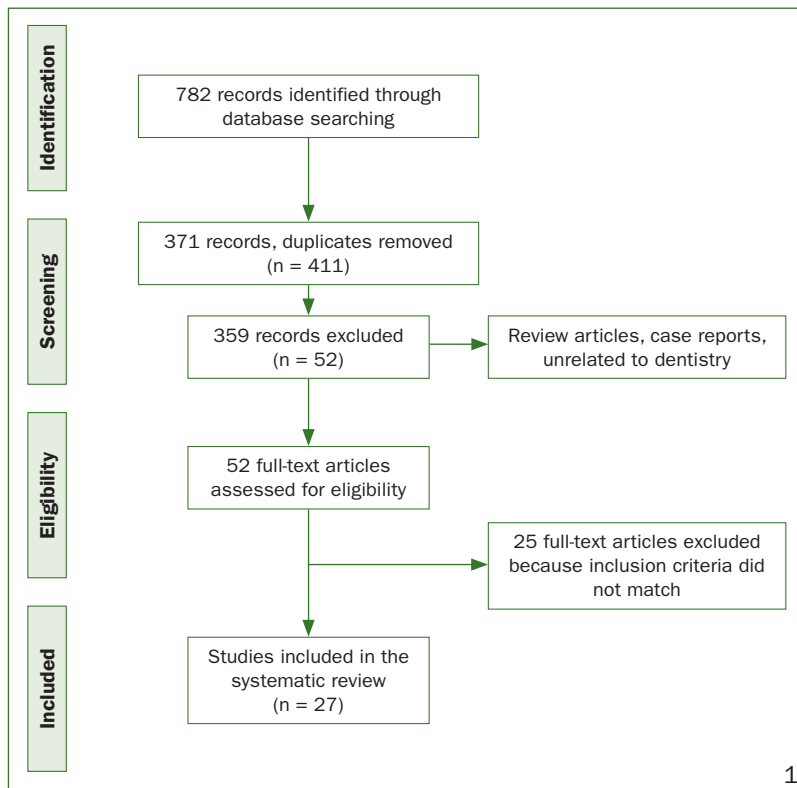 Identification
782 records identified through
database searching
Screening
371 records, duplicates removed
(n = 411)
359 records excluded
(n = 52)
Review articles, case reports,
unrelated to dentistry
Eligibility
52 full-text articles
assessed for eligibility
25 full-text articles excluded
because inclusion criteria did
not match
Included
Studies included in the
systematic review
(n = 27)
1